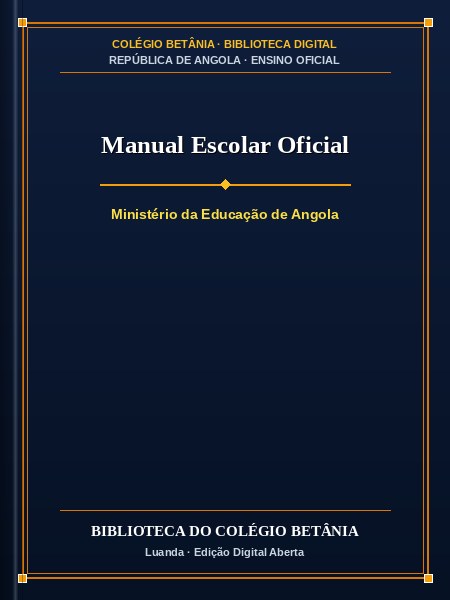 COLÉGIO BETÂNIA · BIBLIOTECA DIGITAL
REPÚBLICA DE ANGOLA · ENSINO OFICIAL
Manual Escolar Oficial
Ministério da Educação de Angola
BIBLIOTECA DO COLÉGIO BETÂNIA
Luanda · Edição Digital Aberta